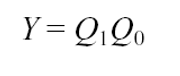 Y = Q₁Q₀